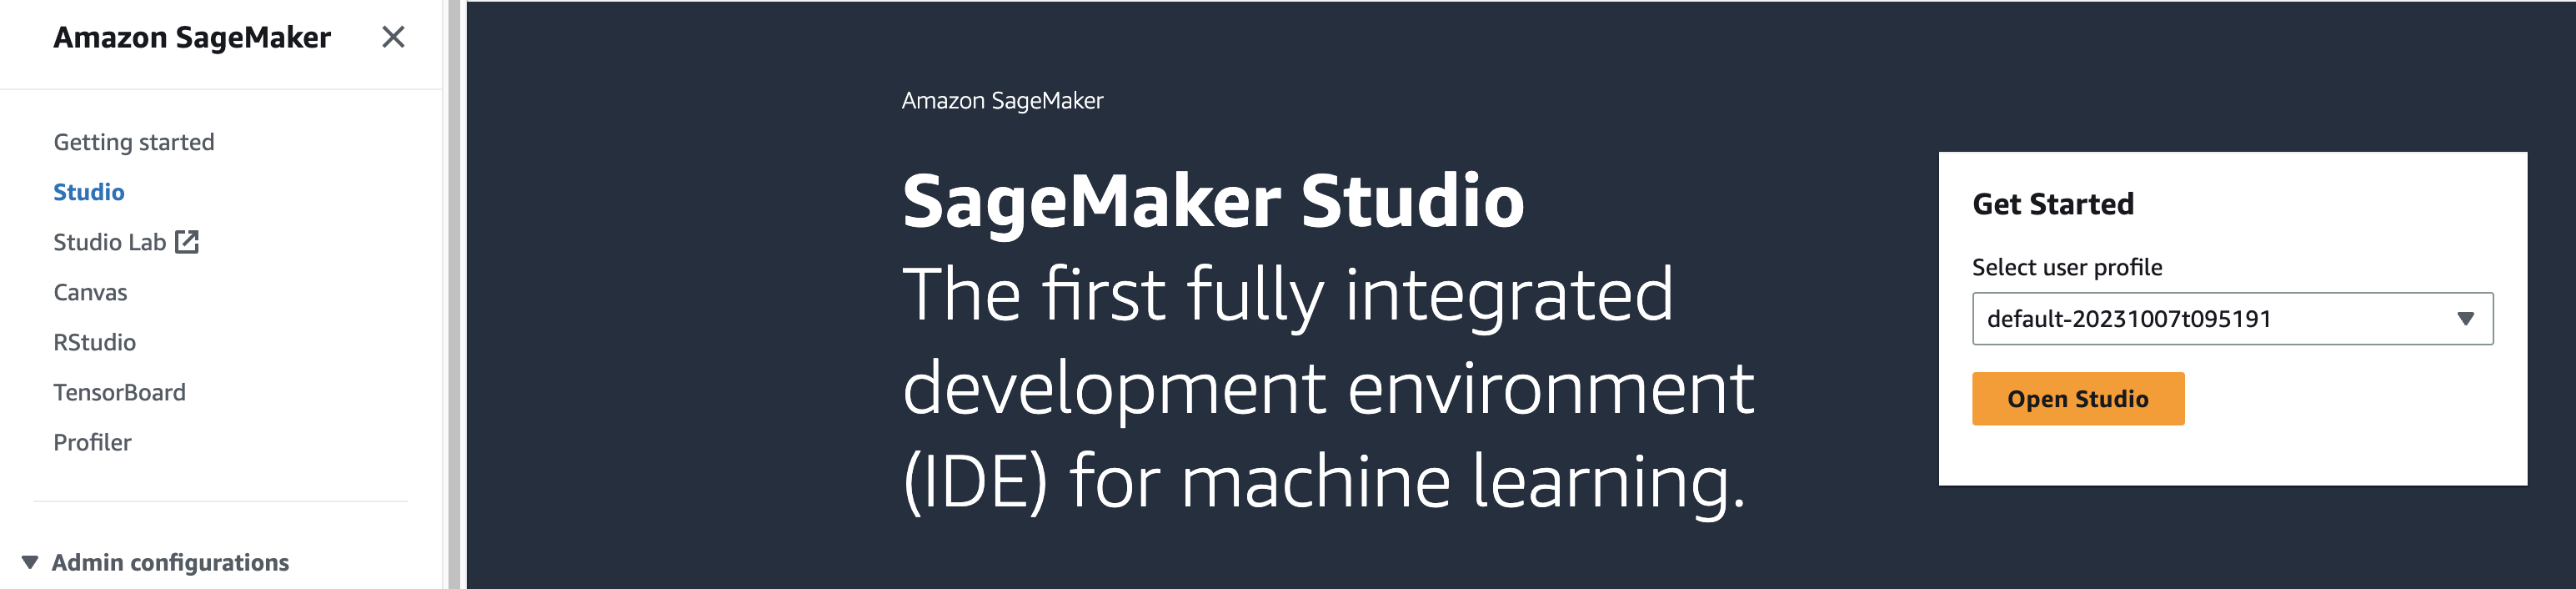 Amazon SageMaker
Getting started
Studio
Studio Lab
Canvas
RStudio
TensorBoard
Profiler
Admin configurations
Amazon SageMaker
SageMaker Studio
The first fully integrated
development environment
(IDE) for machine learning.
Get Started
Select user profile
default-20231007t095191
Open Studio